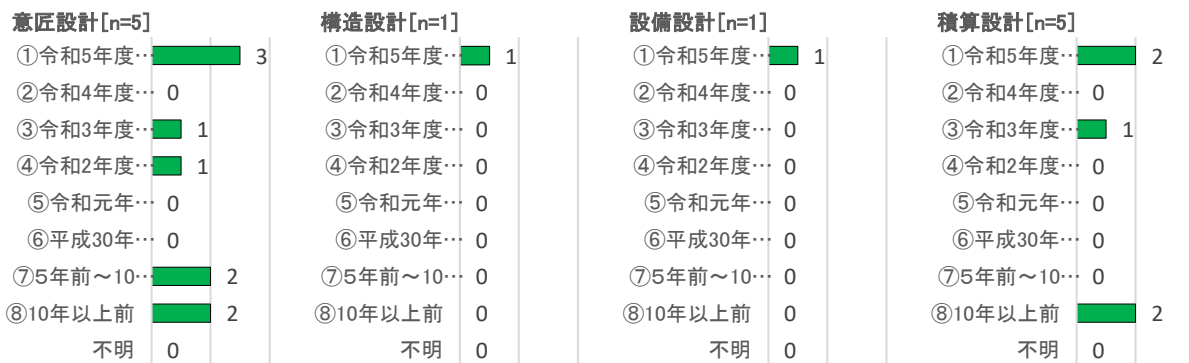 意匠設計[n=5]
①令和5年度… 3
②令和4年度… 0
③令和3年度… 1
④令和2年度… 1
⑤令和元年… 0
⑥平成30年… 0
⑦5年前～10… 2
⑧10年以上前 2
不明 0
構造設計[n=1]
①令和5年度… 1
②令和4年度… 0
③令和3年度… 0
④令和2年度… 0
⑤令和元年… 0
⑥平成30年… 0
⑦5年前～10… 0
⑧10年以上前 0
不明 0
設備設計[n=1]
①令和5年度… 1
②令和4年度… 0
③令和3年度… 0
④令和2年度… 0
⑤令和元年… 0
⑥平成30年… 0
⑦5年前～10… 0
⑧10年以上前 0
不明 0
積算設計[n=5]
①令和5年度… 2
②令和4年度… 0
③令和3年度… 1
④令和2年度… 0
⑤令和元年… 0
⑥平成30年… 0
⑦5年前～10… 0
⑧10年以上前 2
不明 0